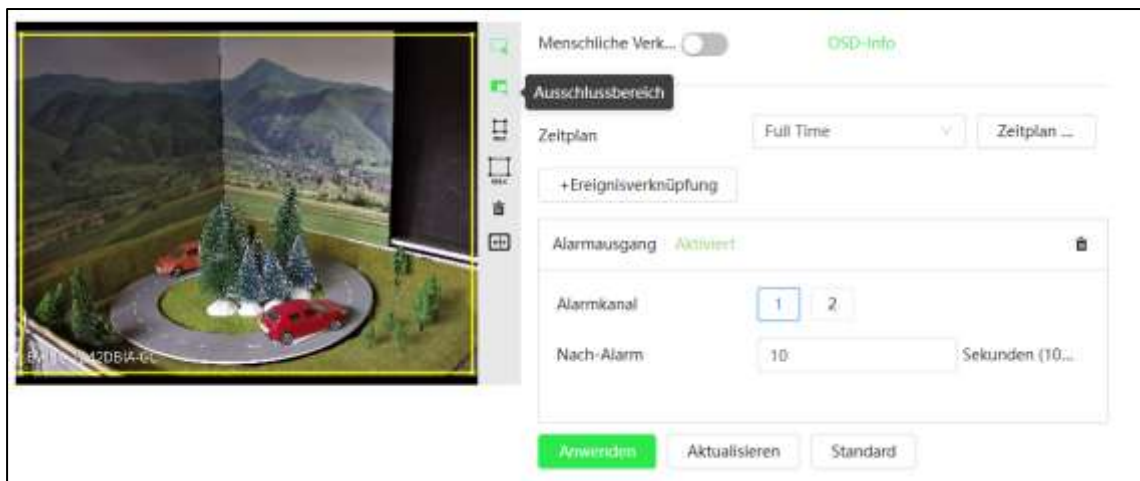 Menschliche Verk...
OSD-Info
Ausschlussbereich
Zeitplan
Full Time
Zeitplan ...
+Ereignisverknüpfung
Alarmausgang
Aktiviert
Alarmkanal
1
2
Nach-Alarm
10
Sekunden (10...
Anwenden
Aktualisieren
Standard